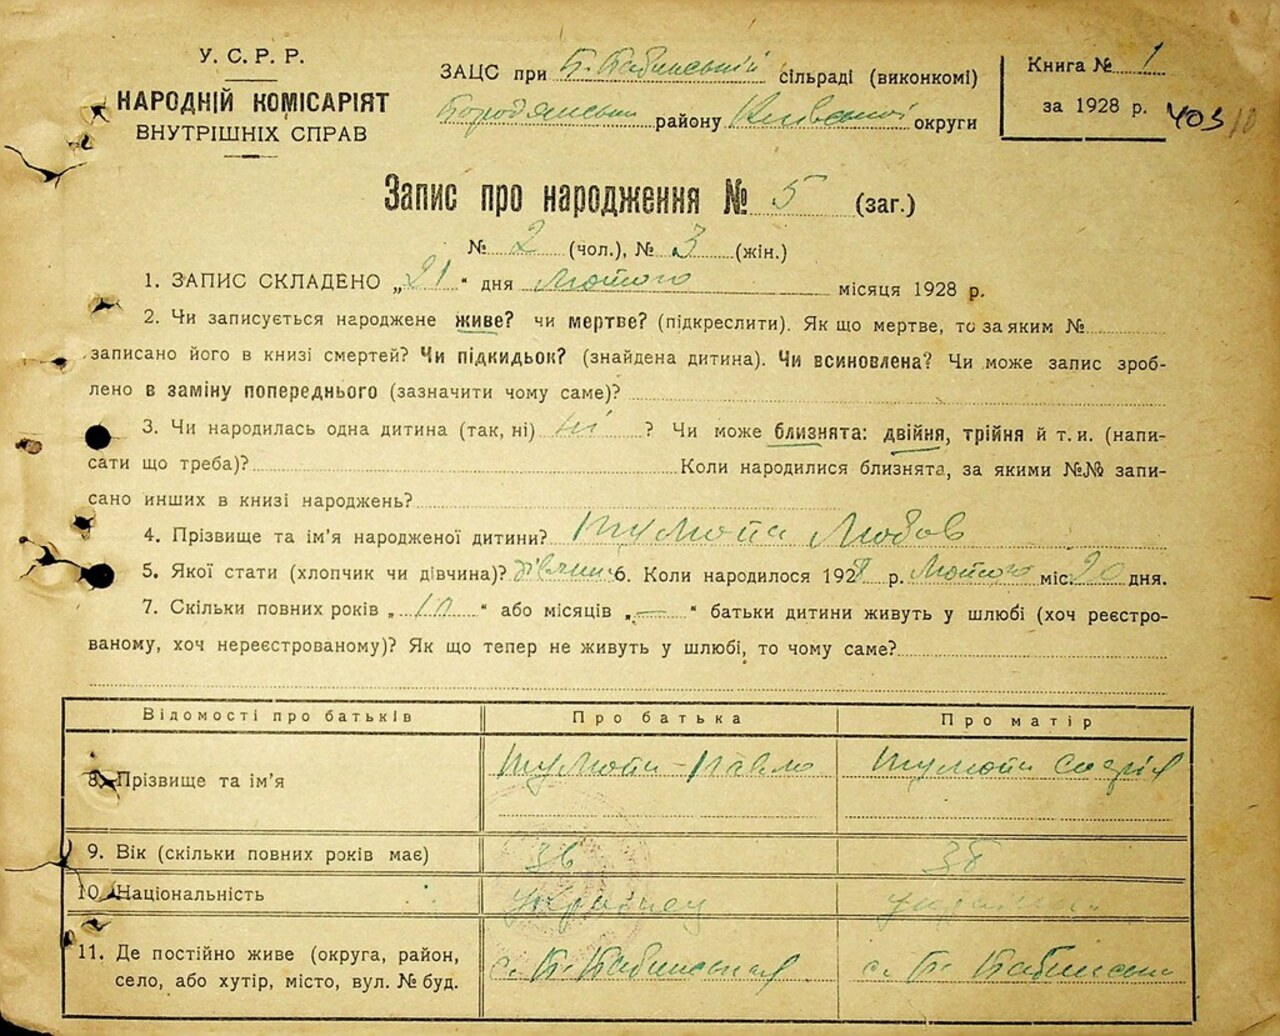 У. С. Р. Р.
НАРОДНІЙ КОМІСАРІЯТ
ВНУТРІШНІХ СПРАВ
ЗАЦС при сільраді (виконкомі)
району округи
Книга № 1
за 1928 р.
403
Запис про народження № 5 (заг.)
№ 2 (чол.), № 3 (жін.)
1. ЗАПИС СКЛАДЕНО „21“ дня Лютого місяця 1928 р.
2. Чи записується народжене живе? чи мертве? (підкреслити). Як що мертве, то за яким №
записано його в книзі смертей? Чи підкидьок? (знайдена дитина). Чи всиновлена? Чи може запис зроб-
лено в заміну попереднього (зазначити чому саме)?
3. Чи народилась одна дитина (так, ні) ні ? Чи може близнята: двійня, трійня й т. и. (напи-
сати що треба)? Коли народилися близнята, за якими №№ запи-
сано инших в книзі народжень?
4. Прізвище та ім'я народженої дитини? Любов
5. Якої стати (хлопчик чи дівчина)? 6. Коли народилося 1928 р. Лютого міс. 20 дня.
7. Скільки повних років „ “ або місяців „—“ батьки дитини живуть у шлюбі (хоч реєстро-
ваному, хоч нереєстрованому)? Як що тепер не живуть у шлюбі, то чому саме?
Відомості про батьків Про батька Про матір
8. Прізвище та ім'я Павло
9. Вік (скільки повних років має)
10. Національність українец
11. Де постійно живе (округа, район,
село, або хутір, місто, вул. № буд.